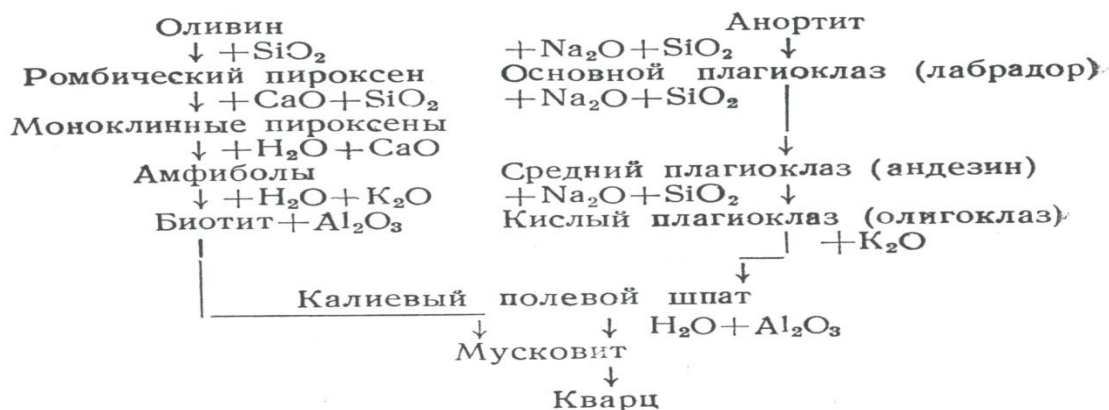 Оливин Анортит
↓ +SiO₂ +Na₂O+SiO₂ ↓
Ромбический пироксен Основной плагиоклаз (лабрадор)
↓ +CaO+SiO₂ +Na₂O+SiO₂
Моноклинные пироксены
↓ +H₂O+CaO ↓
Амфиболы Средний плагиоклаз (андезин)
↓ +H₂O+K₂O +Na₂O+SiO₂ ↓
Биотит+Al₂O₃ Кислый плагиоклаз (олигоклаз)
+K₂O
↓
Калиевый полевой шпат
↓ ↓ H₂O+Al₂O₃
Мусковит
↓
Кварц